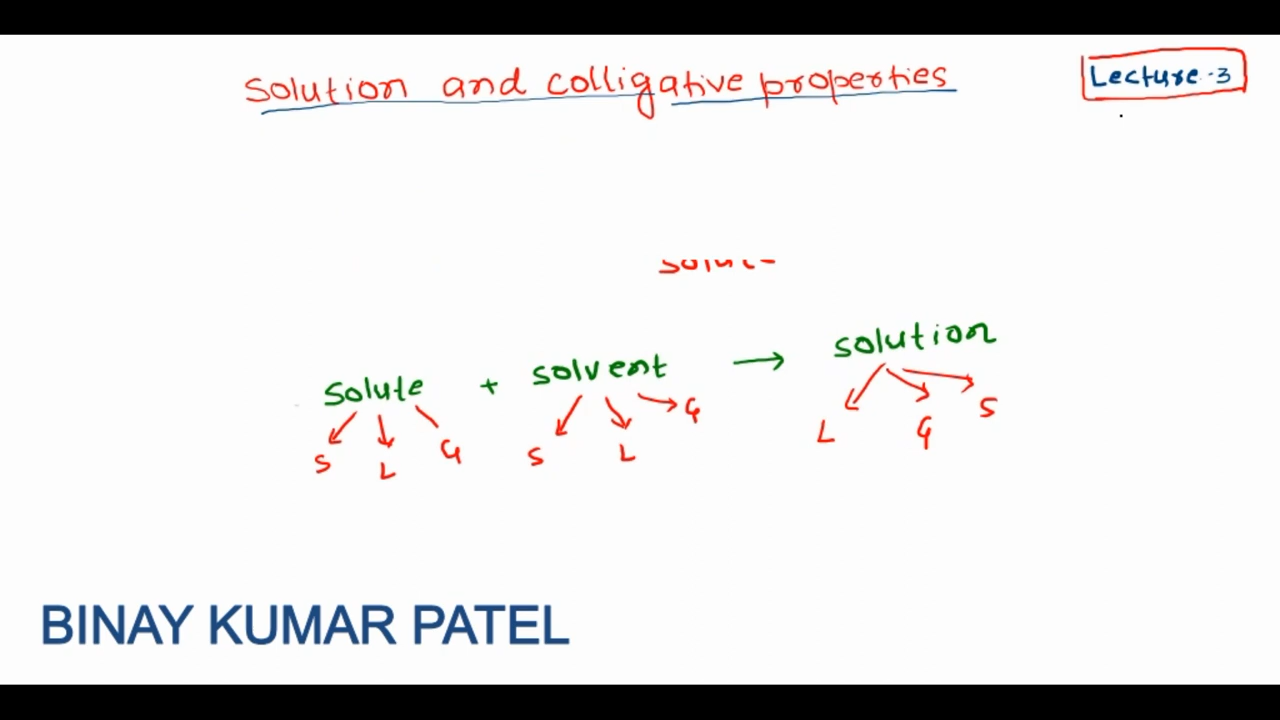 Solution and colligative properties
Lecture-3
Solute + solvent → solution
S L G S L G L G S
BINAY KUMAR PATEL